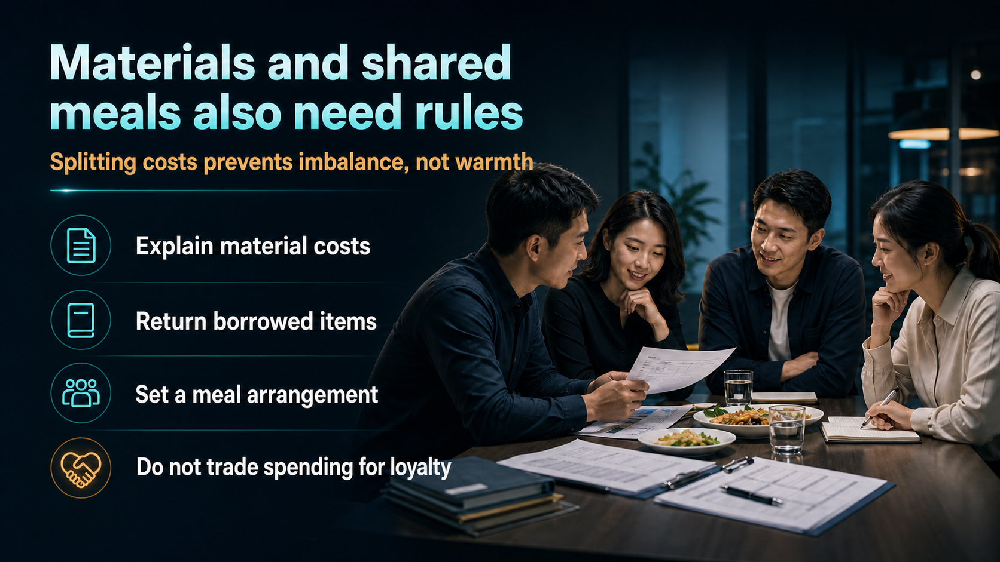 Materials and shared
meals also need rules
Splitting costs prevents imbalance, not warmth
Explain material costs
Return borrowed items
Set a meal arrangement
Do not trade spending for loyalty